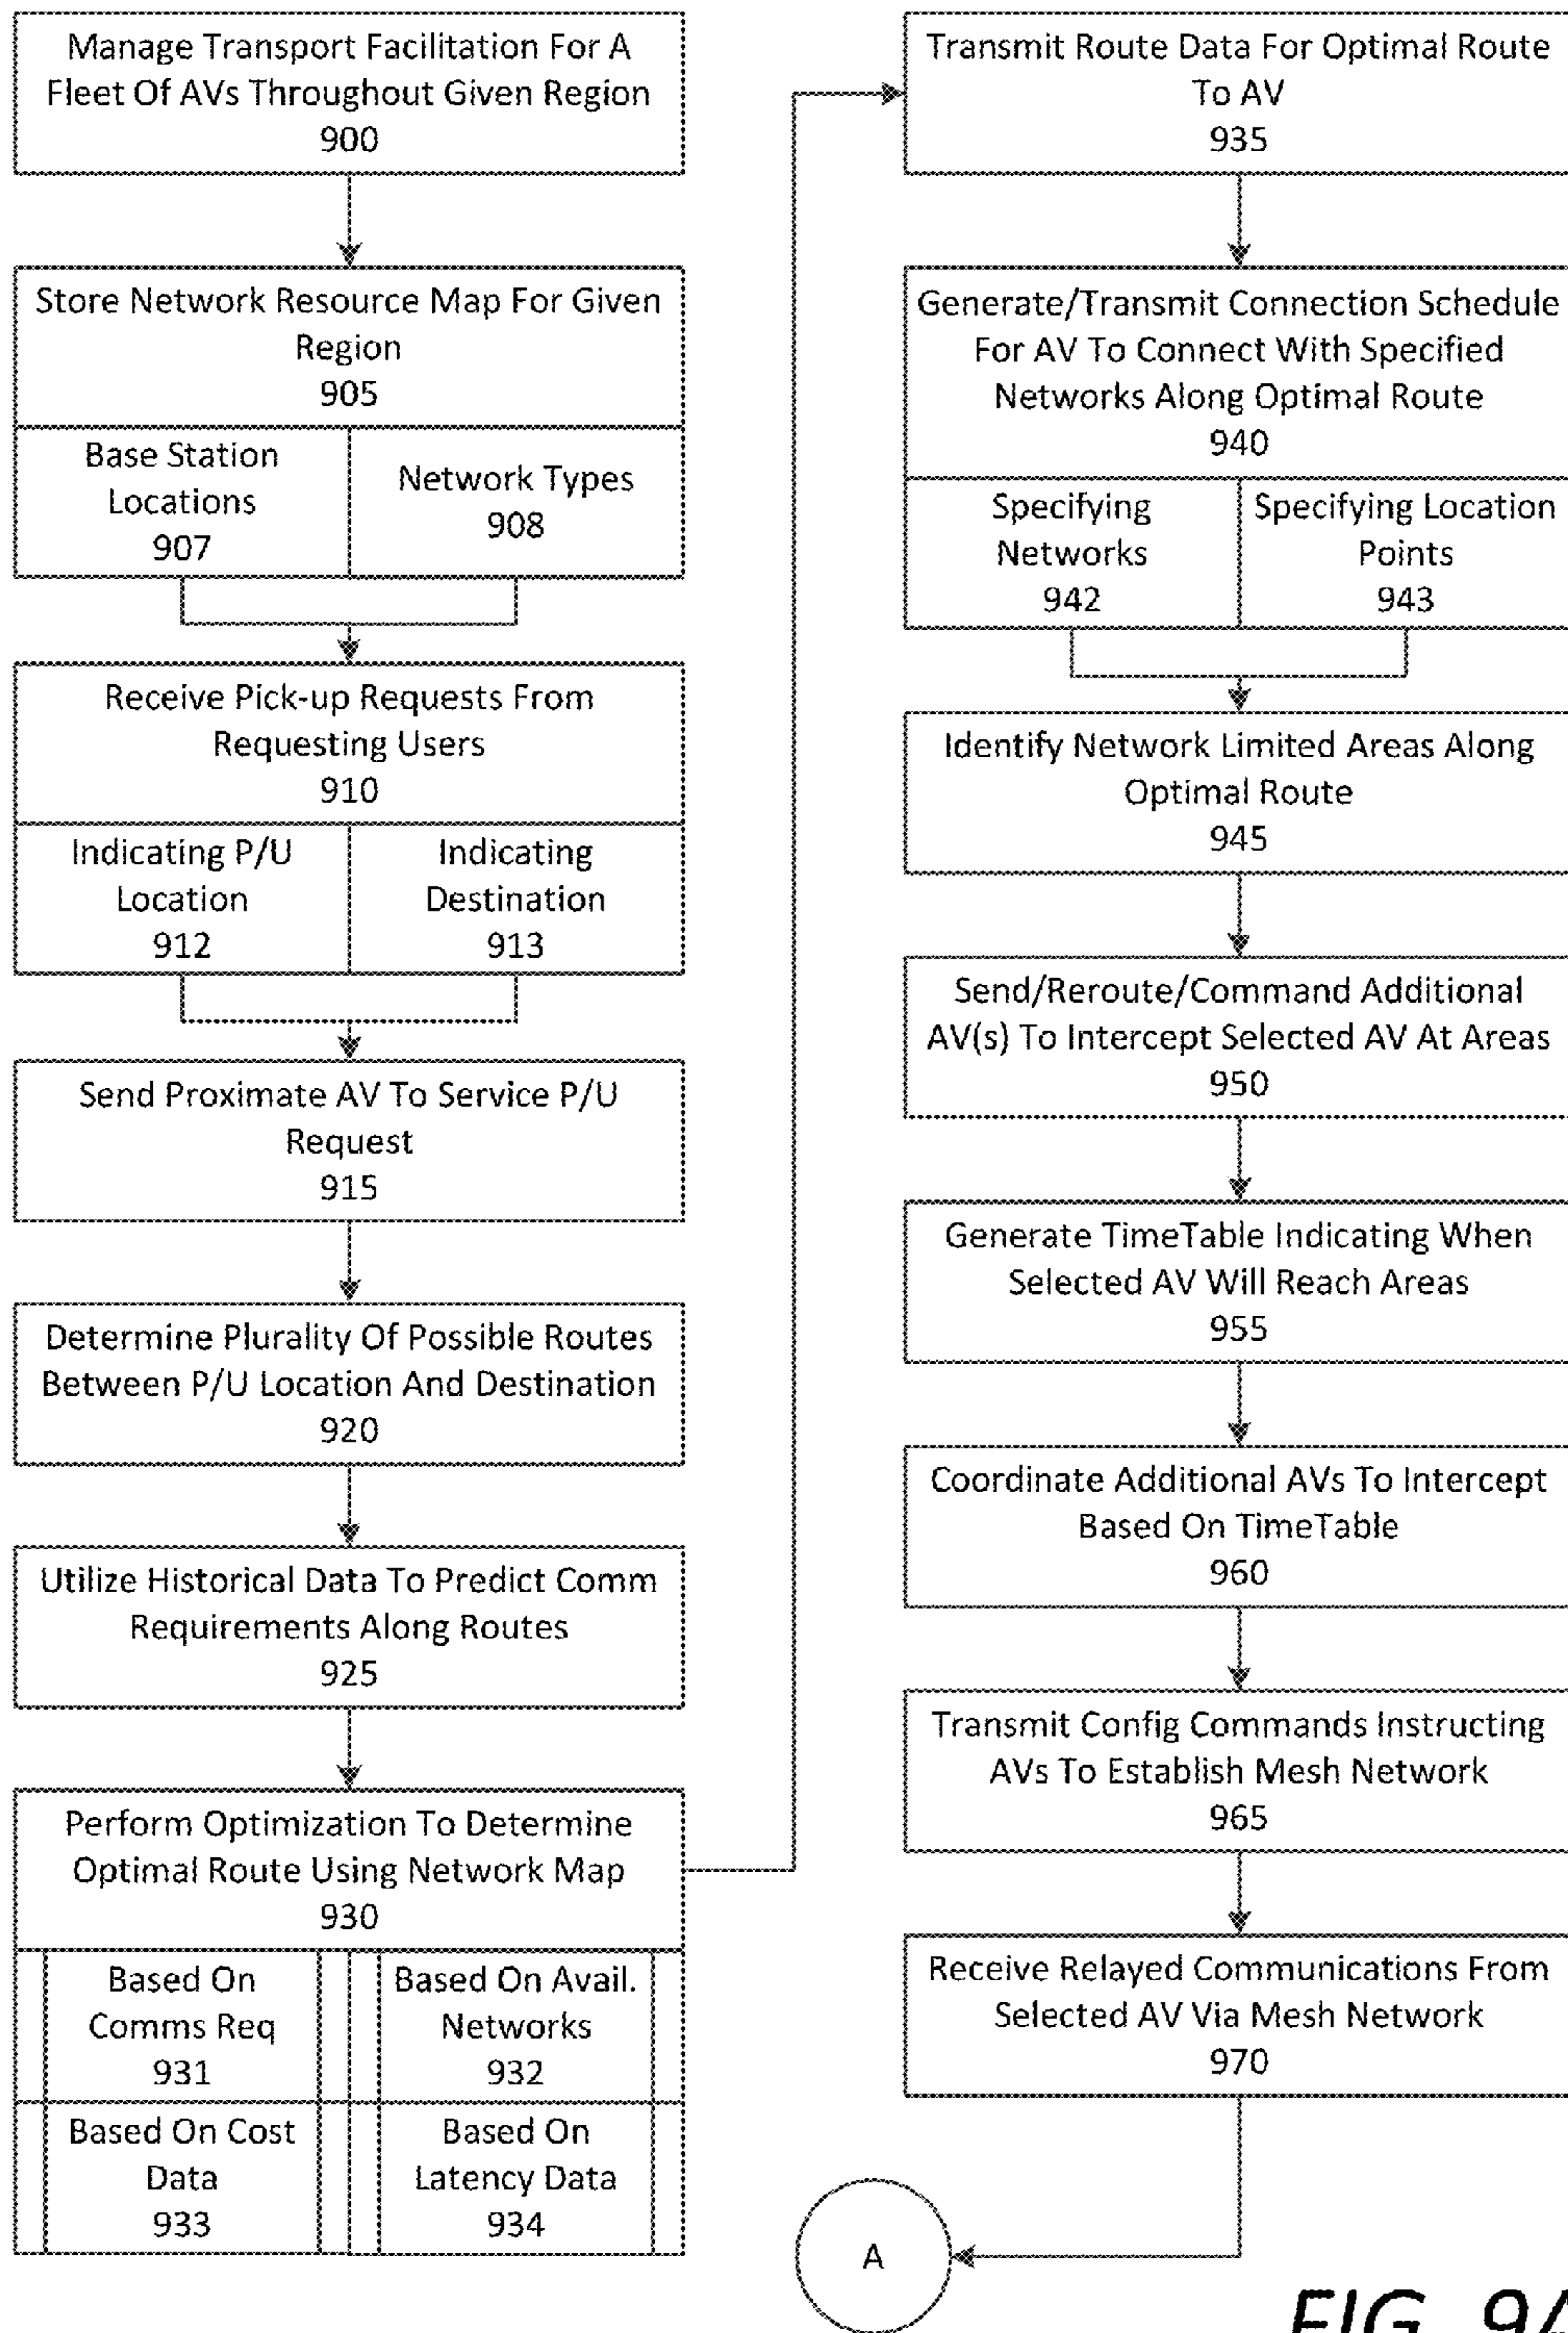 Manage Transport Facilitation For A
Fleet Of AVs Throughout Given Region
900
Store Network Resource Map For Given
Region
905
Base Station
Locations
907
Network Types
908
Receive Pick-up Requests From
Requesting Users
910
Indicating P/U
Location
912
Indicating
Destination
913
Send Proximate AV To Service P/U
Request
915
Determine Plurality Of Possible Routes
Between P/U Location And Destination
920
Utilize Historical Data To Predict Comm
Requirements Along Routes
925
Perform Optimization To Determine
Optimal Route Using Network Map
930
Based On
Comms Req
931
Based On Avail.
Networks
932
Based On Cost
Data
933
Based On
Latency Data
934
Transmit Route Data For Optimal Route
To AV
935
Generate/Transmit Connection Schedule
For AV To Connect With Specified
Networks Along Optimal Route
940
Specifying
Networks
942
Specifying Location
Points
943
Identify Network Limited Areas Along
Optimal Route
945
Send/Reroute/Command Additional
AV(s) To Intercept Selected AV At Areas
950
Generate TimeTable Indicating When
Selected AV Will Reach Areas
955
Coordinate Additional AVs To Intercept
Based On TimeTable
960
Transmit Config Commands Instructing
AVs To Establish Mesh Network
965
Receive Relayed Communications From
Selected AV Via Mesh Network
970
A
FIG. 9A